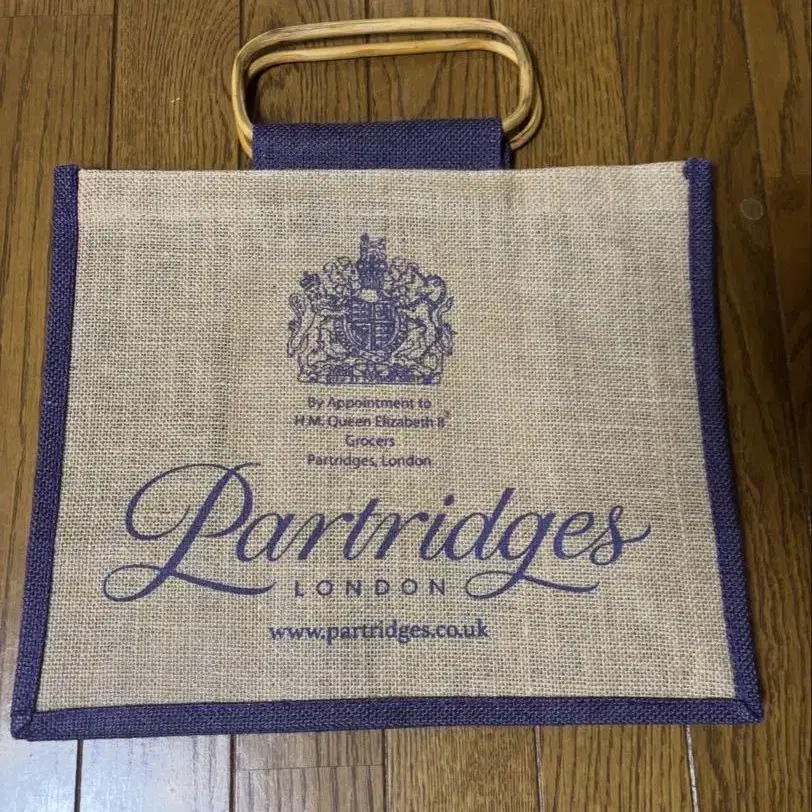 By Appointment to
H.M. Queen Elizabeth II
Grocers
Partridges, London
Partridges
LONDON
www.partridges.co.uk